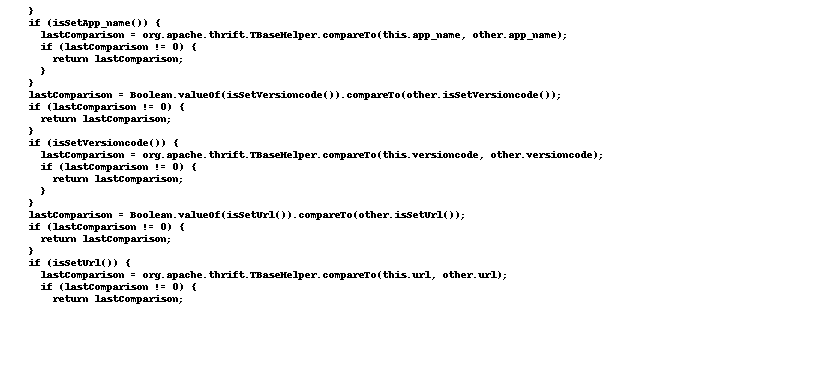 }
if (isSetApp_name()) {
lastComparison = org.apache.thrift.TBaseHelper.compareTo(this.app_name, other.app_name);
if (lastComparison != 0) {
return lastComparison;
}
}
lastComparison = Boolean.valueOf(isSetVersioncode()).compareTo(other.isSetVersioncode());
if (lastComparison != 0) {
return lastComparison;
}
if (isSetVersioncode()) {
lastComparison = org.apache.thrift.TBaseHelper.compareTo(this.versioncode, other.versioncode);
if (lastComparison != 0) {
return lastComparison;
}
}
lastComparison = Boolean.valueOf(isSetUrl()).compareTo(other.isSetUrl());
if (lastComparison != 0) {
return lastComparison;
}
if (isSetUrl()) {
lastComparison = org.apache.thrift.TBaseHelper.compareTo(this.url, other.url);
if (lastComparison != 0) {
return lastComparison;